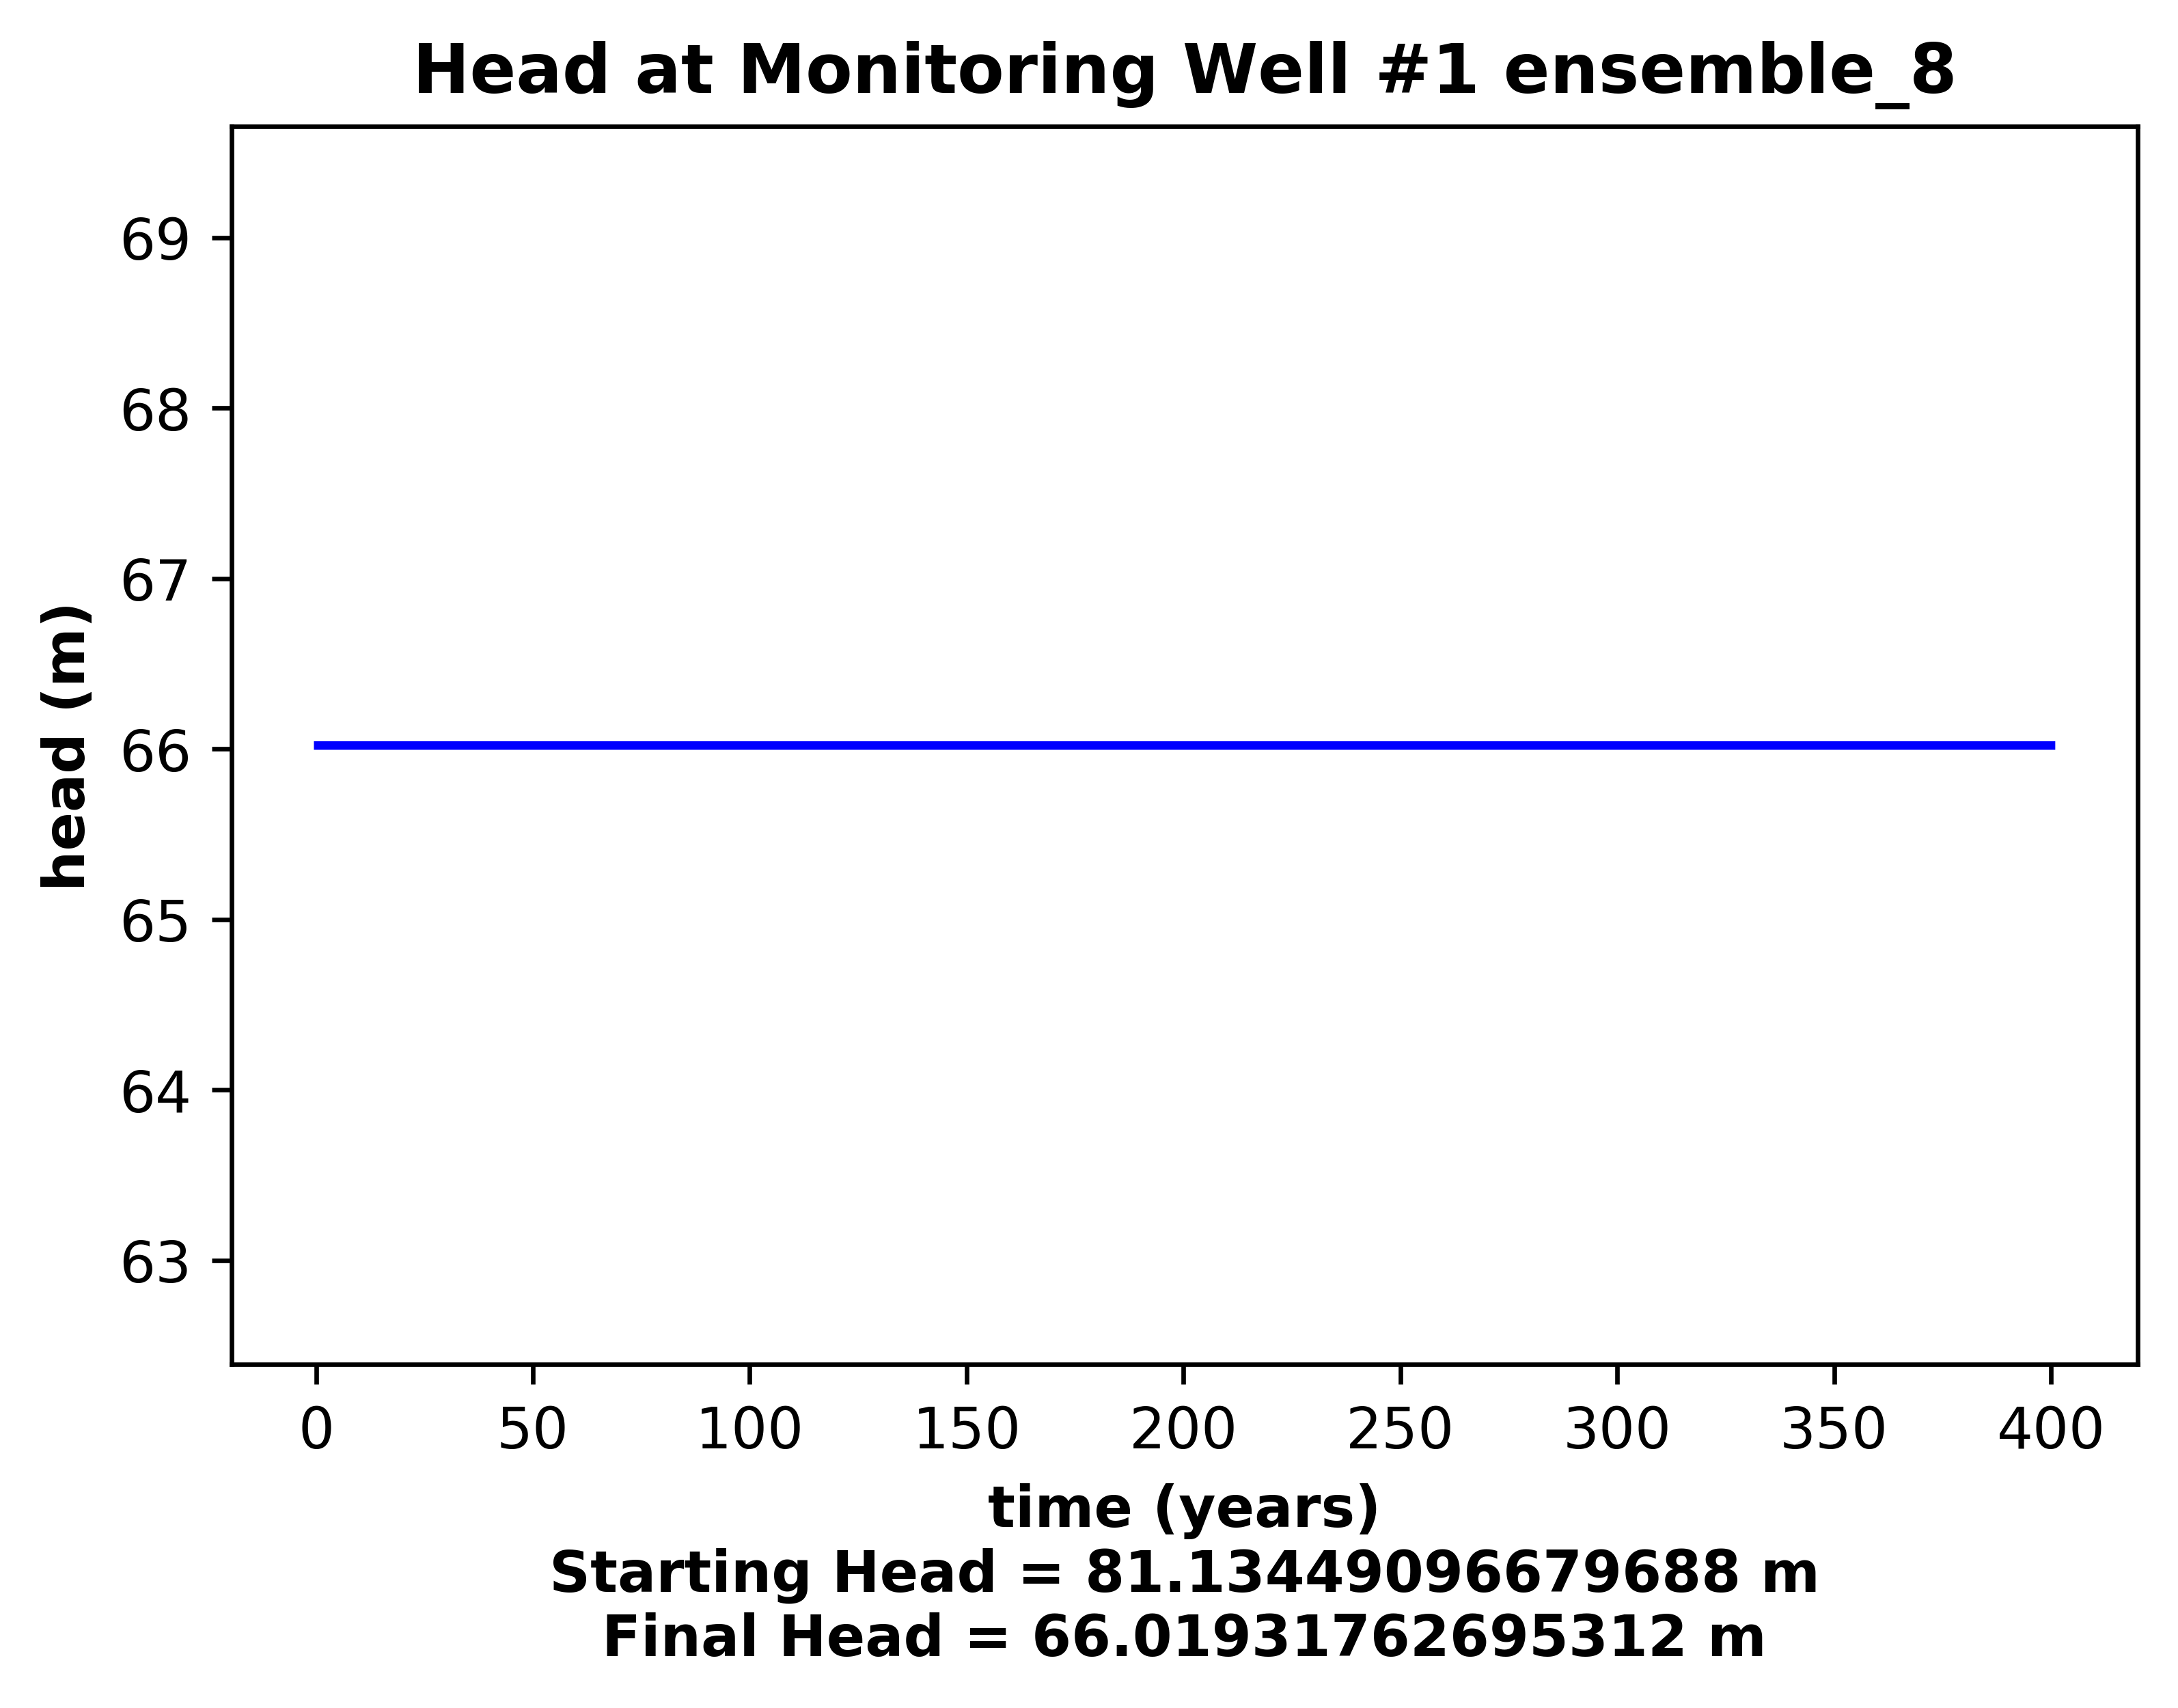 Head at Monitoring Well #1 ensemble_8
69
68
67
66
65
64
63
head (m)
0 50 100 150 200 250 300 350 400
time (years)
Starting Head = 81.13449096679688 m
Final Head = 66.01931762695312 m